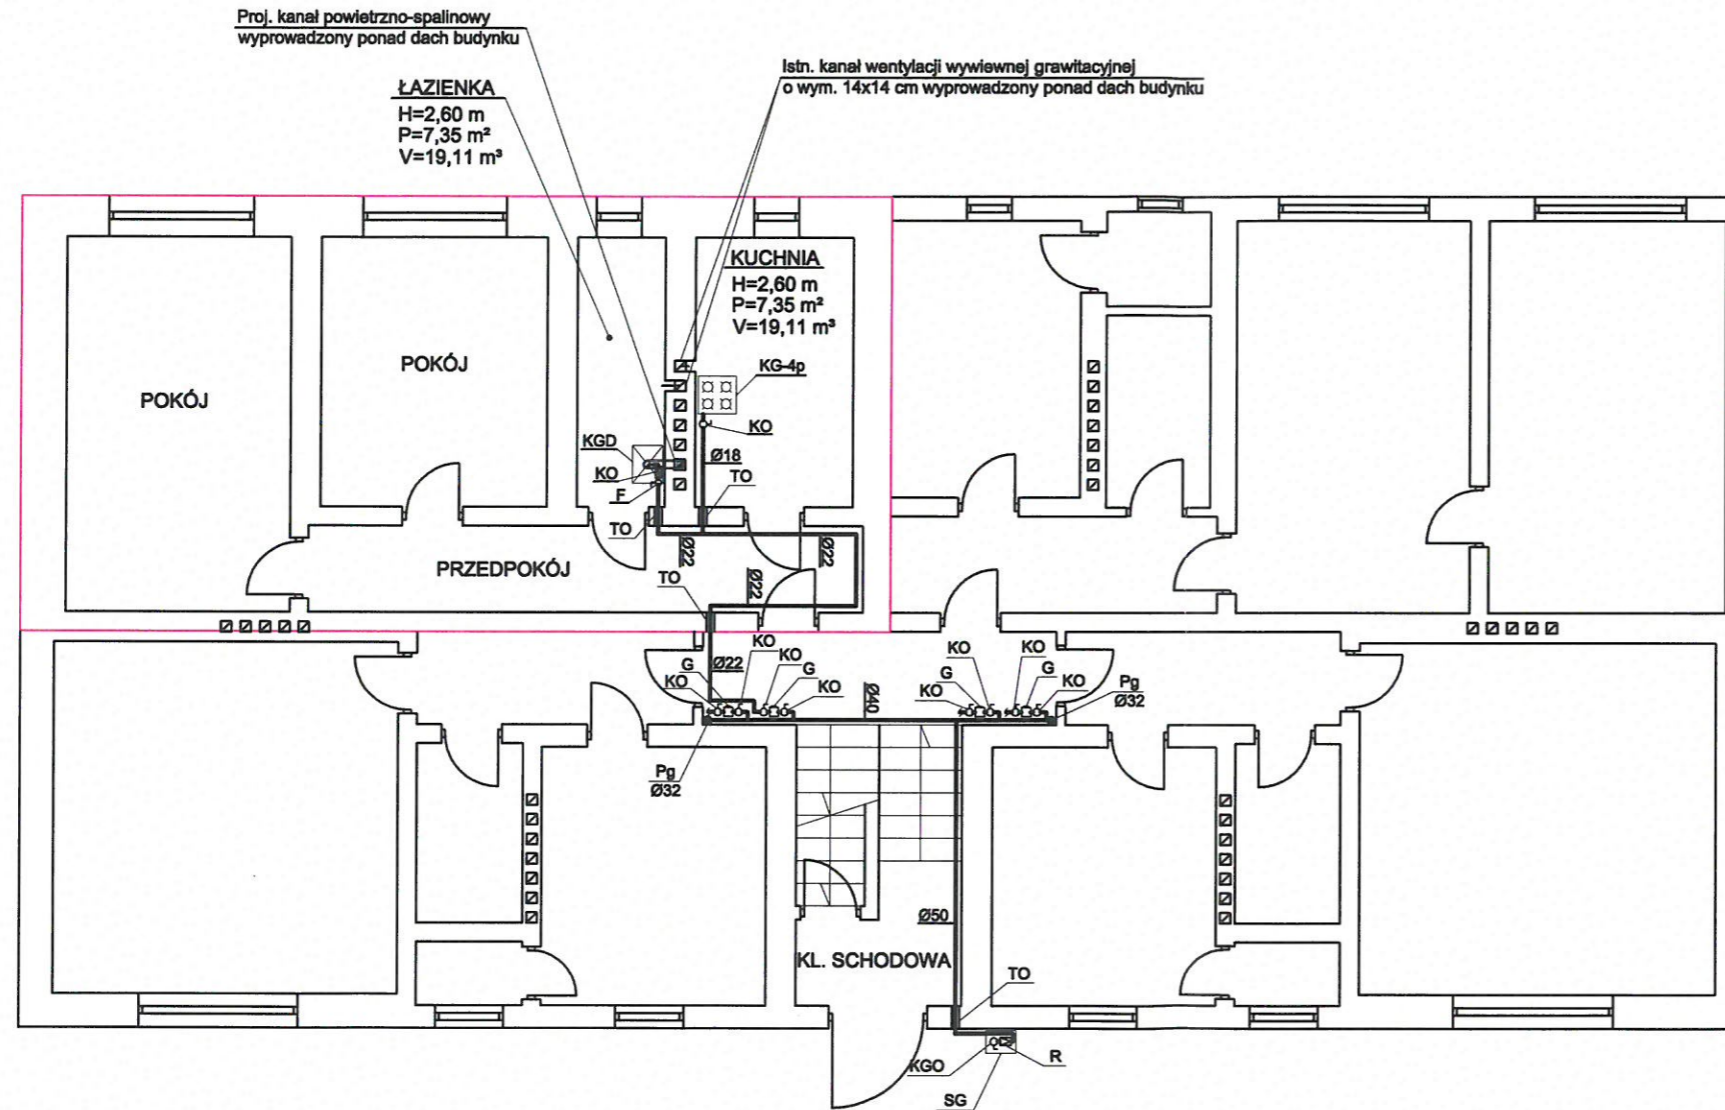 Proj. kanał powietrzno-spalinowy
wyprowadzony ponad dach budynku
Istn. kanał wentylacji wywiewnej grawitacyjnej
o wym. 14x14 cm wyprowadzony ponad dach budynku
ŁAZIENKA
H=2,60 m
P=7,35 m²
V=19,11 m³
KUCHNIA
H=2,60 m
P=7,35 m²
V=19,11 m³
POKÓJ
POKÓJ
KG-4p
KO
KGD
KO
F
Ø18
TO
TO
Ø22
Ø22
PRZEDPOKÓJ
TO
Ø22
Ø22
KO
KO
G
G
KO
KO
Ø40
KO
KO
G
G
KO
KO
Pg
Ø32
Pg
Ø32
Ø50
KL. SCHODOWA
TO
KGO
R
SG